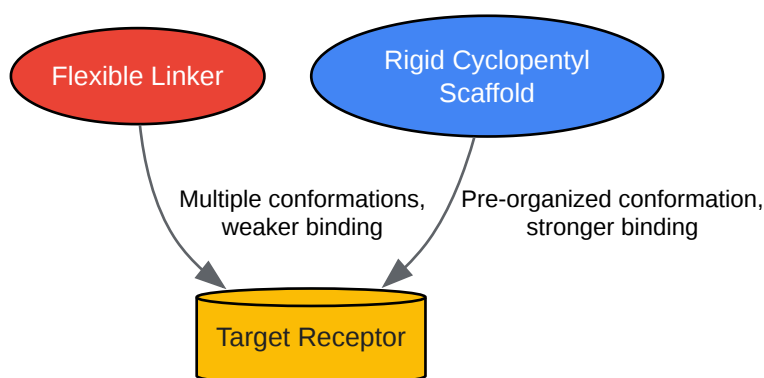 Flexible Linker
Rigid Cyclopentyl
Scaffold
Multiple conformations,
weaker binding
Pre-organized conformation,
stronger binding
Target Receptor